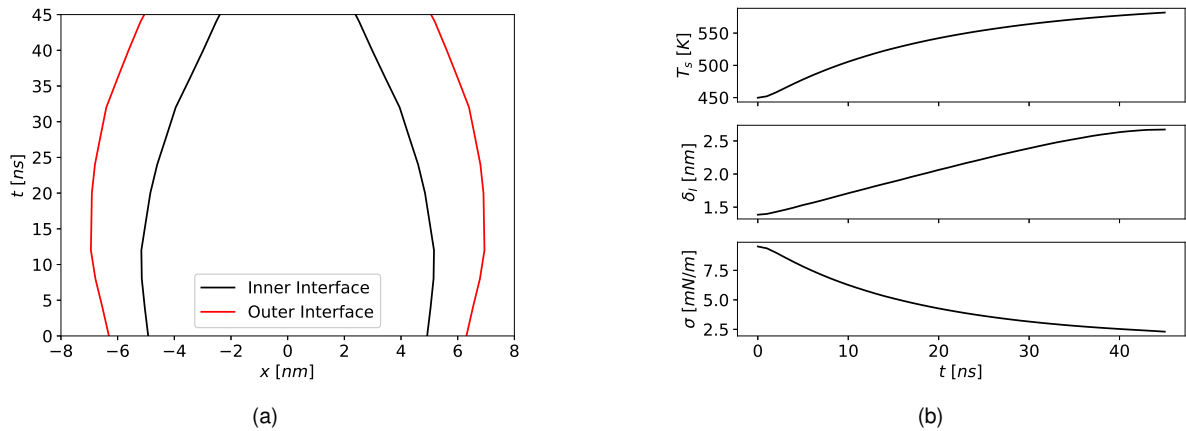 45
40
35
30
25
20
15
10
5
0
t [ns]
−8 −6 −4 −2 0 2 4 6 8
x [nm]
Inner Interface
Outer Interface
(a)
550
500
450
T_s [K]
2.5
2.0
1.5
δ_l [nm]
7.5
5.0
2.5
σ [mN/m]
0 10 20 30 40
t [ns]
(b)